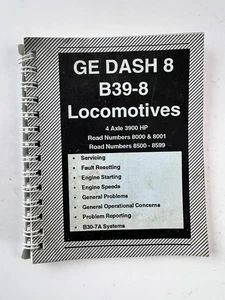 GE DASH 8
B39-8
Locomotives
4 Axle 3900 HP
Road Numbers 8000 & 8001
Road Numbers 8500 - 8599
• Servicing
• Fault Resetting
• Engine Starting
• Engine Speeds
• General Problems
• General Operational Concerns
• Problem Reporting
• B30-7A Systems